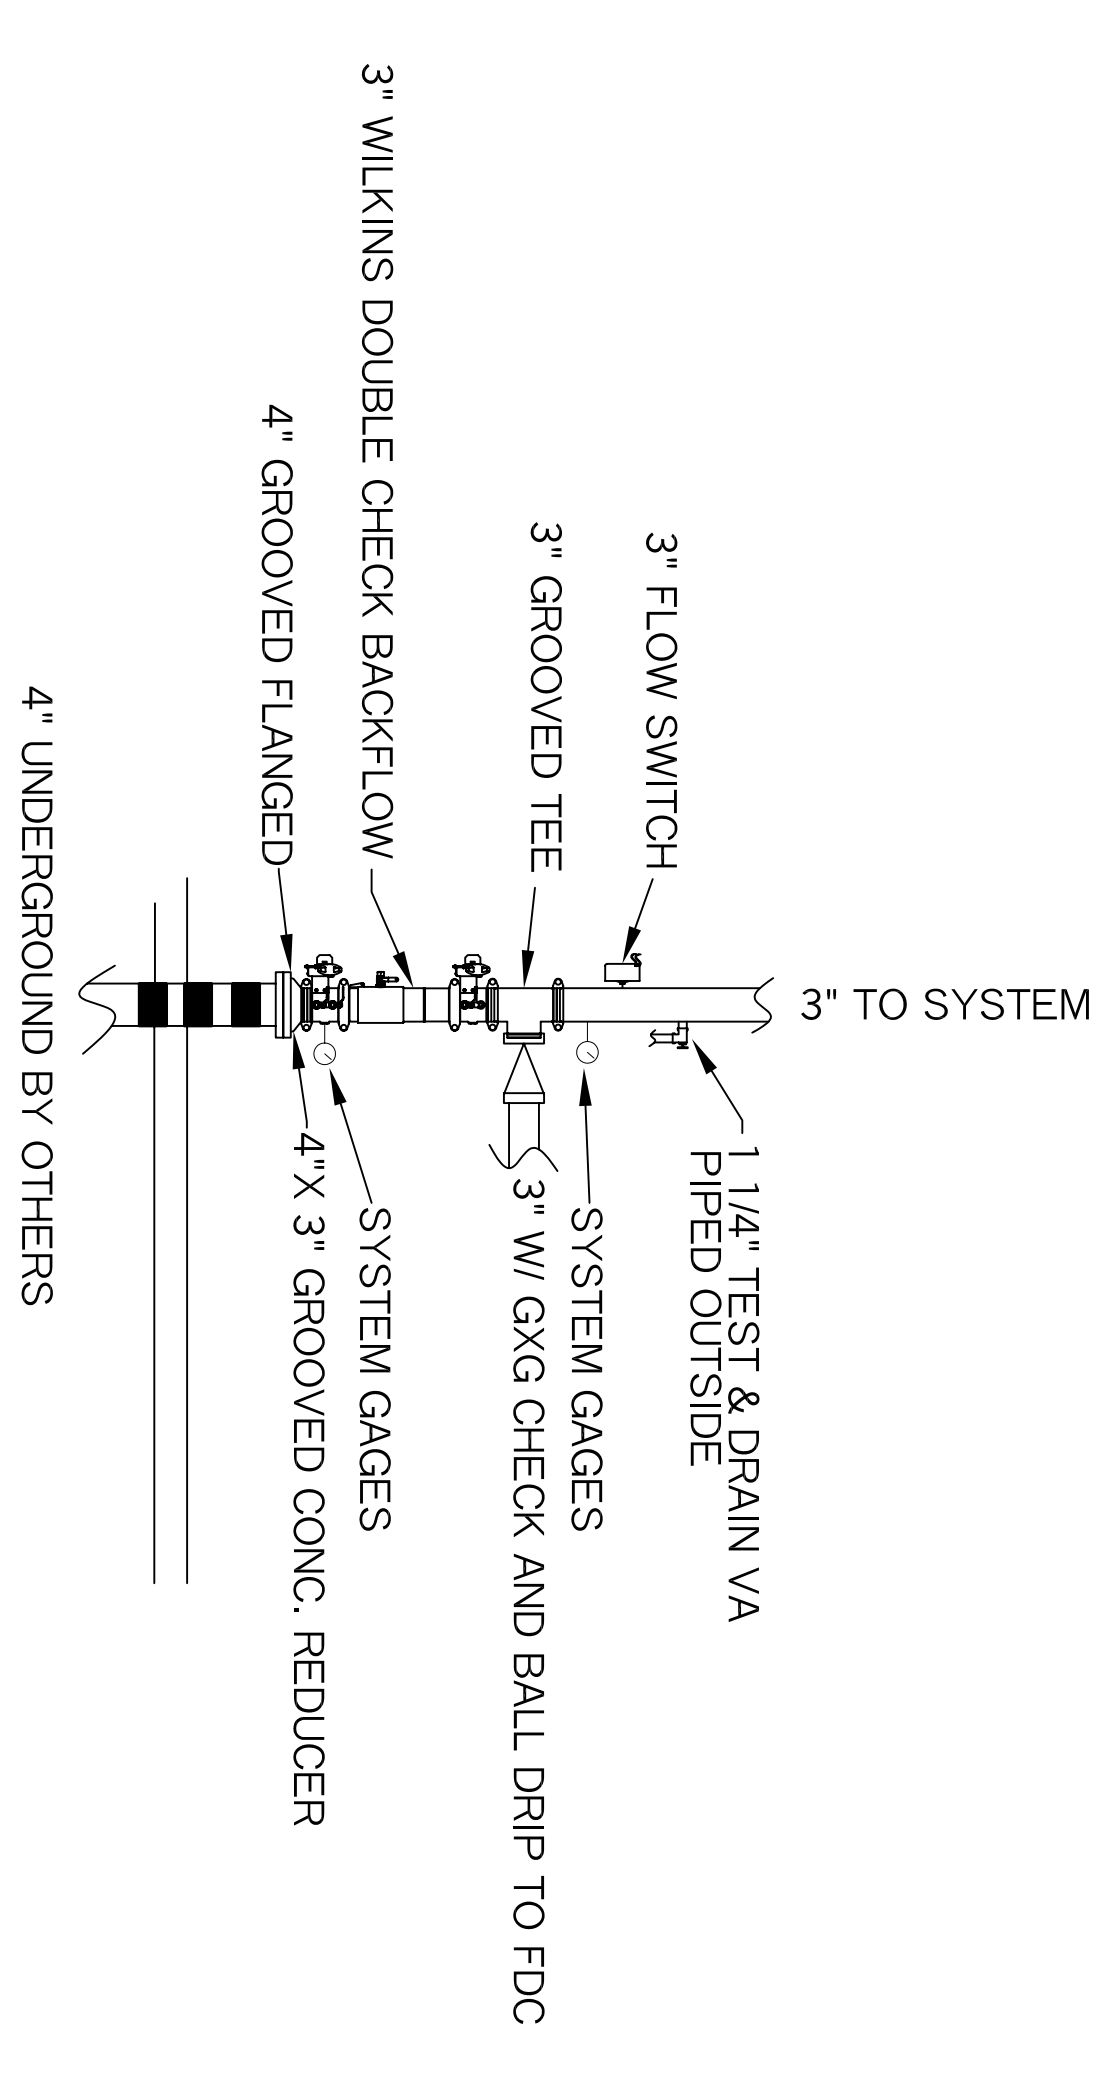 3" TO SYSTEM
1 1/4" TEST & DRAIN VA
PIPED OUTSIDE
3" FLOW SWITCH
SYSTEM GAGES
3" GROOVED TEE
3" W/ GXG CHECK AND BALL DRIP TO FDC
3" WILKINS DOUBLE CHECK BACKFLOW
SYSTEM GAGES
4" GROOVED FLANGED
4"X 3" GROOVED CONC. REDUCER
4" UNDERGROUND BY OTHERS